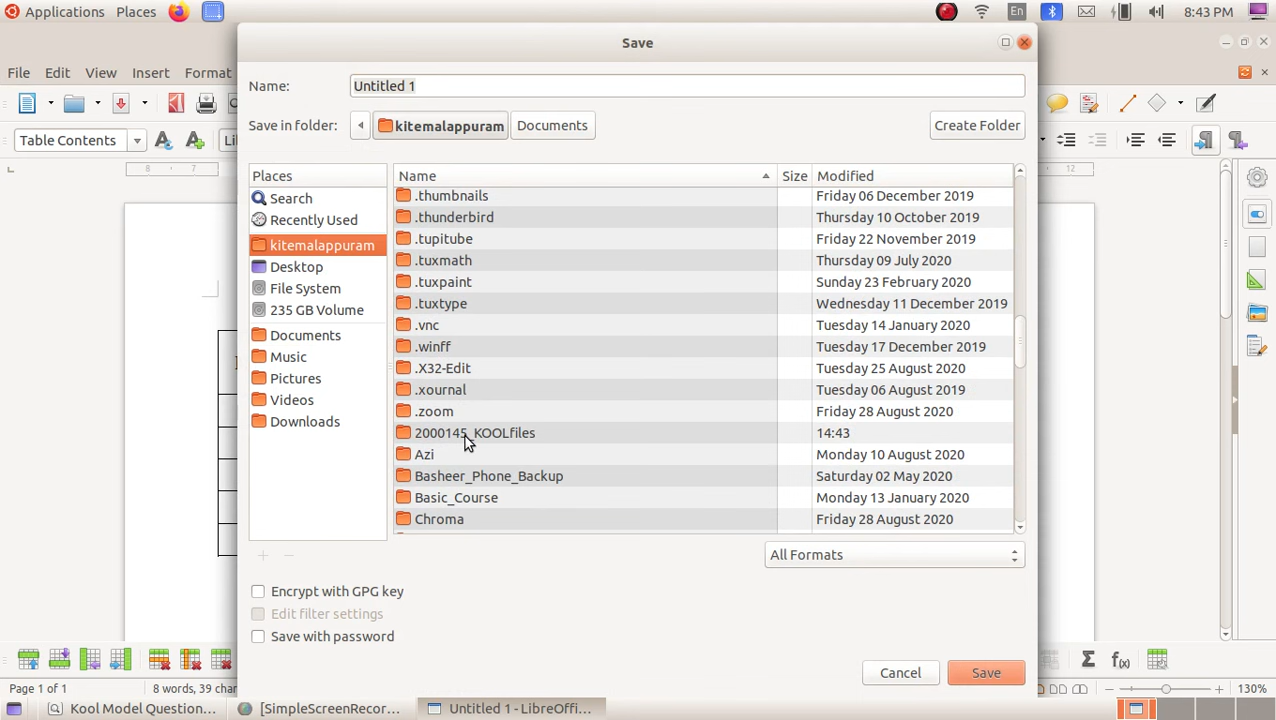 Applications Places En 8:43 PM
Save
File Edit View Insert Format
Name: Untitled 1
Save in folder: kitemalappuram Documents Create Folder
Table Contents
8 7 12
Places Name Size Modified
Search .thumbnails Friday 06 December 2019
Recently Used .thunderbird Thursday 10 October 2019
kitemalappuram .tupitube Friday 22 November 2019
Desktop .tuxmath Thursday 09 July 2020
File System .tuxpaint Sunday 23 February 2020
235 GB Volume .tuxtype Wednesday 11 December 2019
Documents .vnc Tuesday 14 January 2020
Music .winff Tuesday 17 December 2019
Pictures .X32-Edit Tuesday 25 August 2020
Videos .xournal Tuesday 06 August 2019
Downloads .zoom Friday 28 August 2020
2000145_KOOLfiles 14:43
Azi Monday 10 August 2020
Basheer_Phone_Backup Saturday 02 May 2020
Basic_Course Monday 13 January 2020
Chroma Friday 28 August 2020
All Formats
Encrypt with GPG key
Edit filter settings
Save with password
Cancel Save
Page 1 of 1 8 words, 39 char 130%
Kool Model Question... [SimpleScreenRecor... Untitled 1 - LibreOffi...